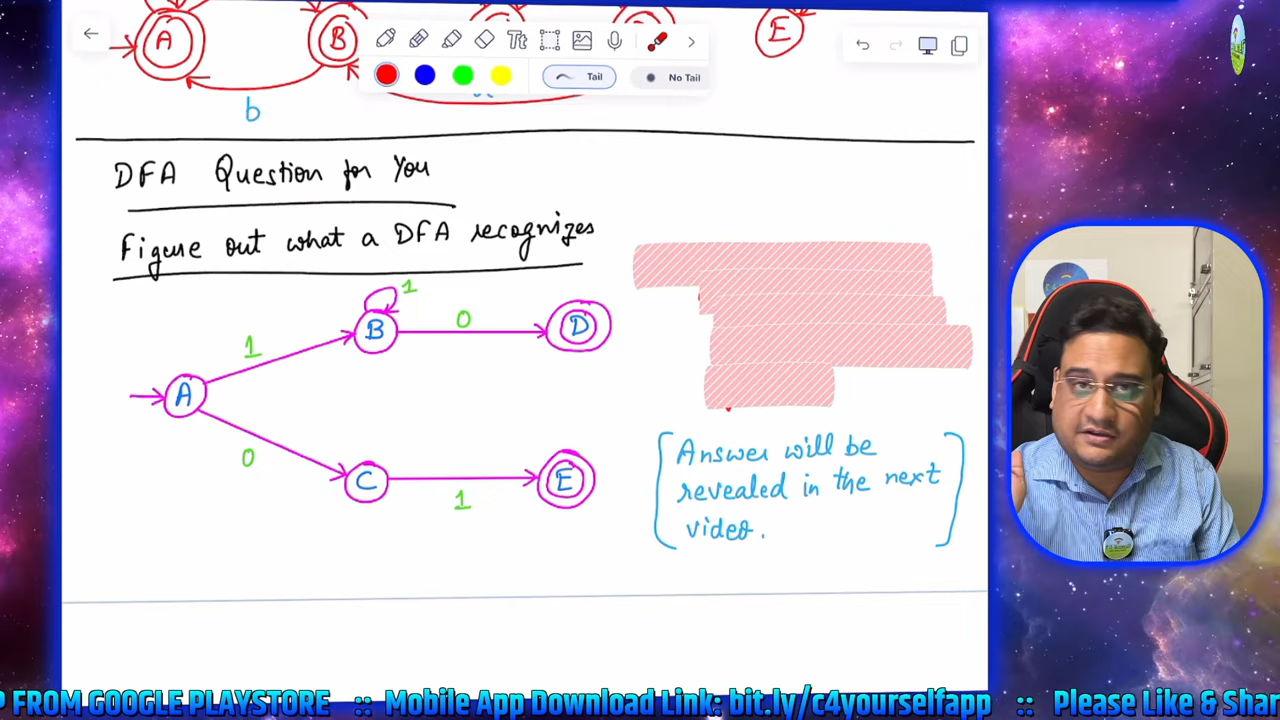 A
B
E
b
Tt
Tail
No Tail
DFA Question for You
Figure out what a DFA recognizes
1
B
0
D
1
A
0
C
1
E
[Answer will be
revealed in the next
video.]
P FROM GOOGLE PLAYSTORE :: Mobile App Download Link: bit.ly/c4yourselfapp :: Please Like & Shar